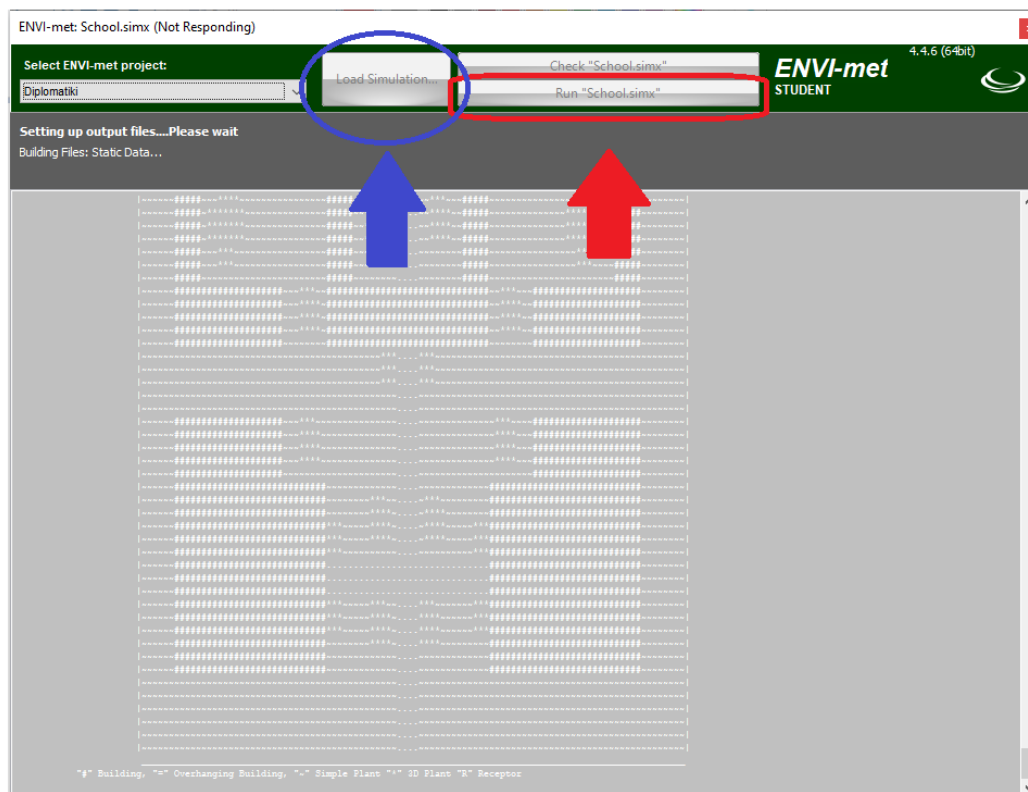 ENVI-met: School.simx (Not Responding)
4.4.6 (64bit)
Select ENVI-met project:
Diplomatiki
Load Simulation...
Check "School.simx"
Run "School.simx"
ENVI-met
STUDENT
Setting up output files....Please wait
Building Files: Static Data...
"#" Building, "=" Overhanging Building, "-" Simple Plant "*" 3D Plant "R" Receptor